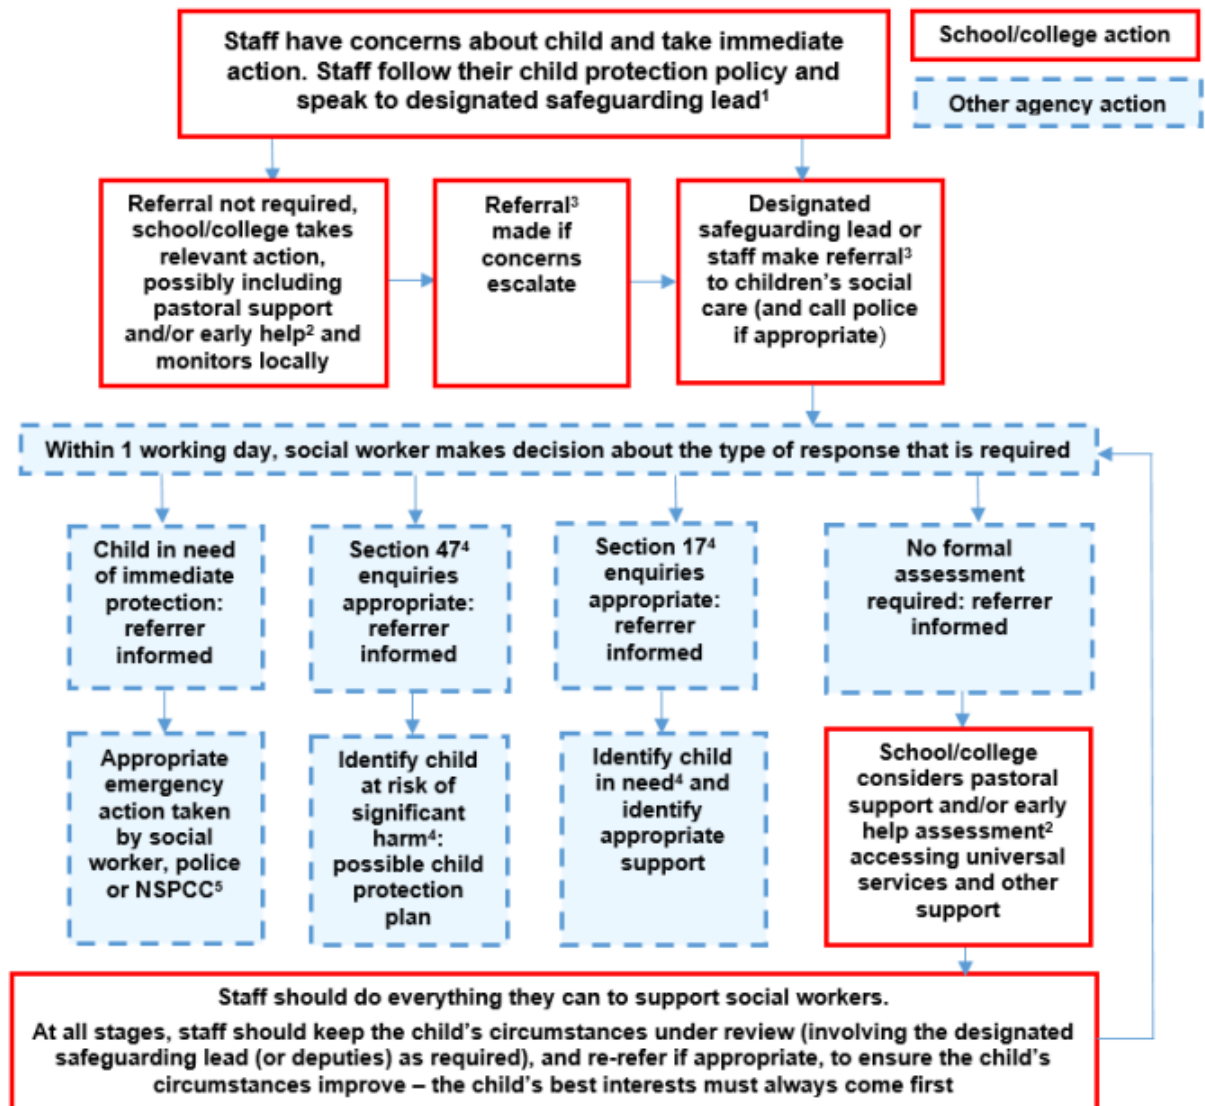 Staff have concerns about child and take immediate
action. Staff follow their child protection policy and
speak to designated safeguarding lead¹
School/college action
Other agency action
Referral not required,
school/college takes
relevant action,
possibly including
pastoral support
and/or early help² and
monitors locally
Referral³
made if
concerns
escalate
Designated
safeguarding lead or
staff make referral³
to children’s social
care (and call police
if appropriate)
Within 1 working day, social worker makes decision about the type of response that is required
Child in need
of immediate
protection:
referrer
informed
Section 47⁴
enquiries
appropriate:
referrer
informed
Section 17⁴
enquiries
appropriate:
referrer
informed
No formal
assessment
required: referrer
informed
Appropriate
emergency
action taken
by social
worker, police
or NSPCC⁵
Identify child
at risk of
significant
harm⁴:
possible child
protection
plan
Identify child
in need⁴ and
identify
appropriate
support
School/college
considers pastoral
support and/or early
help assessment²
accessing universal
services and other
support
Staff should do everything they can to support social workers.
At all stages, staff should keep the child’s circumstances under review (involving the designated
safeguarding lead (or deputies) as required), and re-refer if appropriate, to ensure the child’s
circumstances improve – the child’s best interests must always come first